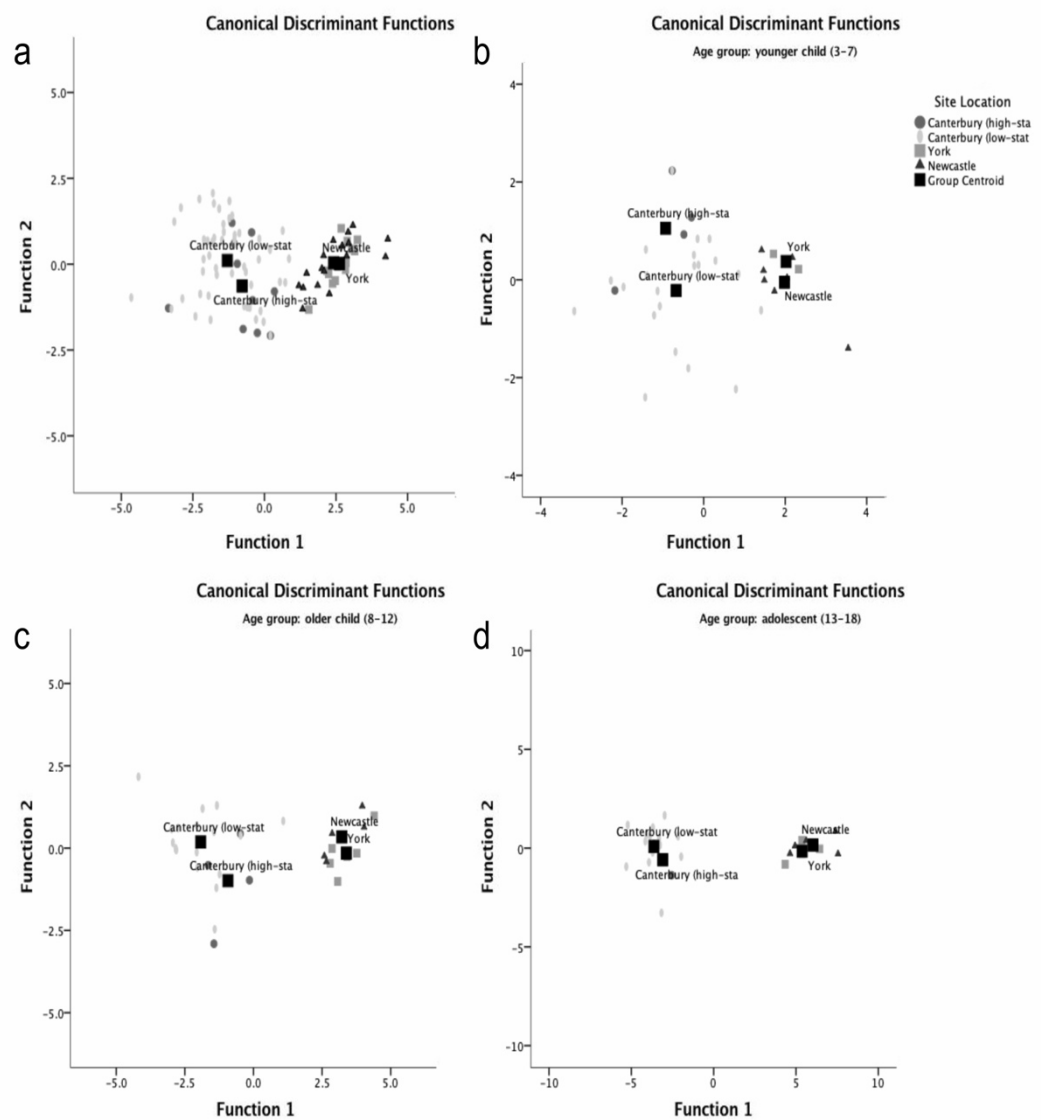 a
Canonical Discriminant Functions
Function 2
5.0
2.5
0.0
-2.5
-5.0
Canterbury (low-stat
Newcastle
York
Canterbury (high-sta
-5.0 -2.5 0.0 2.5 5.0
Function 1
b
Canonical Discriminant Functions
Age group: younger child (3-7)
Function 2
4
2
0
-2
-4
Canterbury (high-sta
York
Canterbury (low-stat
Newcastle
-4 -2 0 2 4
Function 1
Site Location
Canterbury (high-sta
Canterbury (low-stat
York
Newcastle
Group Centroid
c
Canonical Discriminant Functions
Age group: older child (8-12)
Function 2
5.0
2.5
0.0
-2.5
-5.0
Canterbury (low-stat
Newcastle
York
Canterbury (high-sta
-5.0 -2.5 0.0 2.5 5.0
Function 1
d
Canonical Discriminant Functions
Age group: adolescent (13-18)
Function 2
10
5
0
-5
-10
Canterbury (low-stat
Newcastle
Canterbury (high-sta
York
-10 -5 0 5 10
Function 1